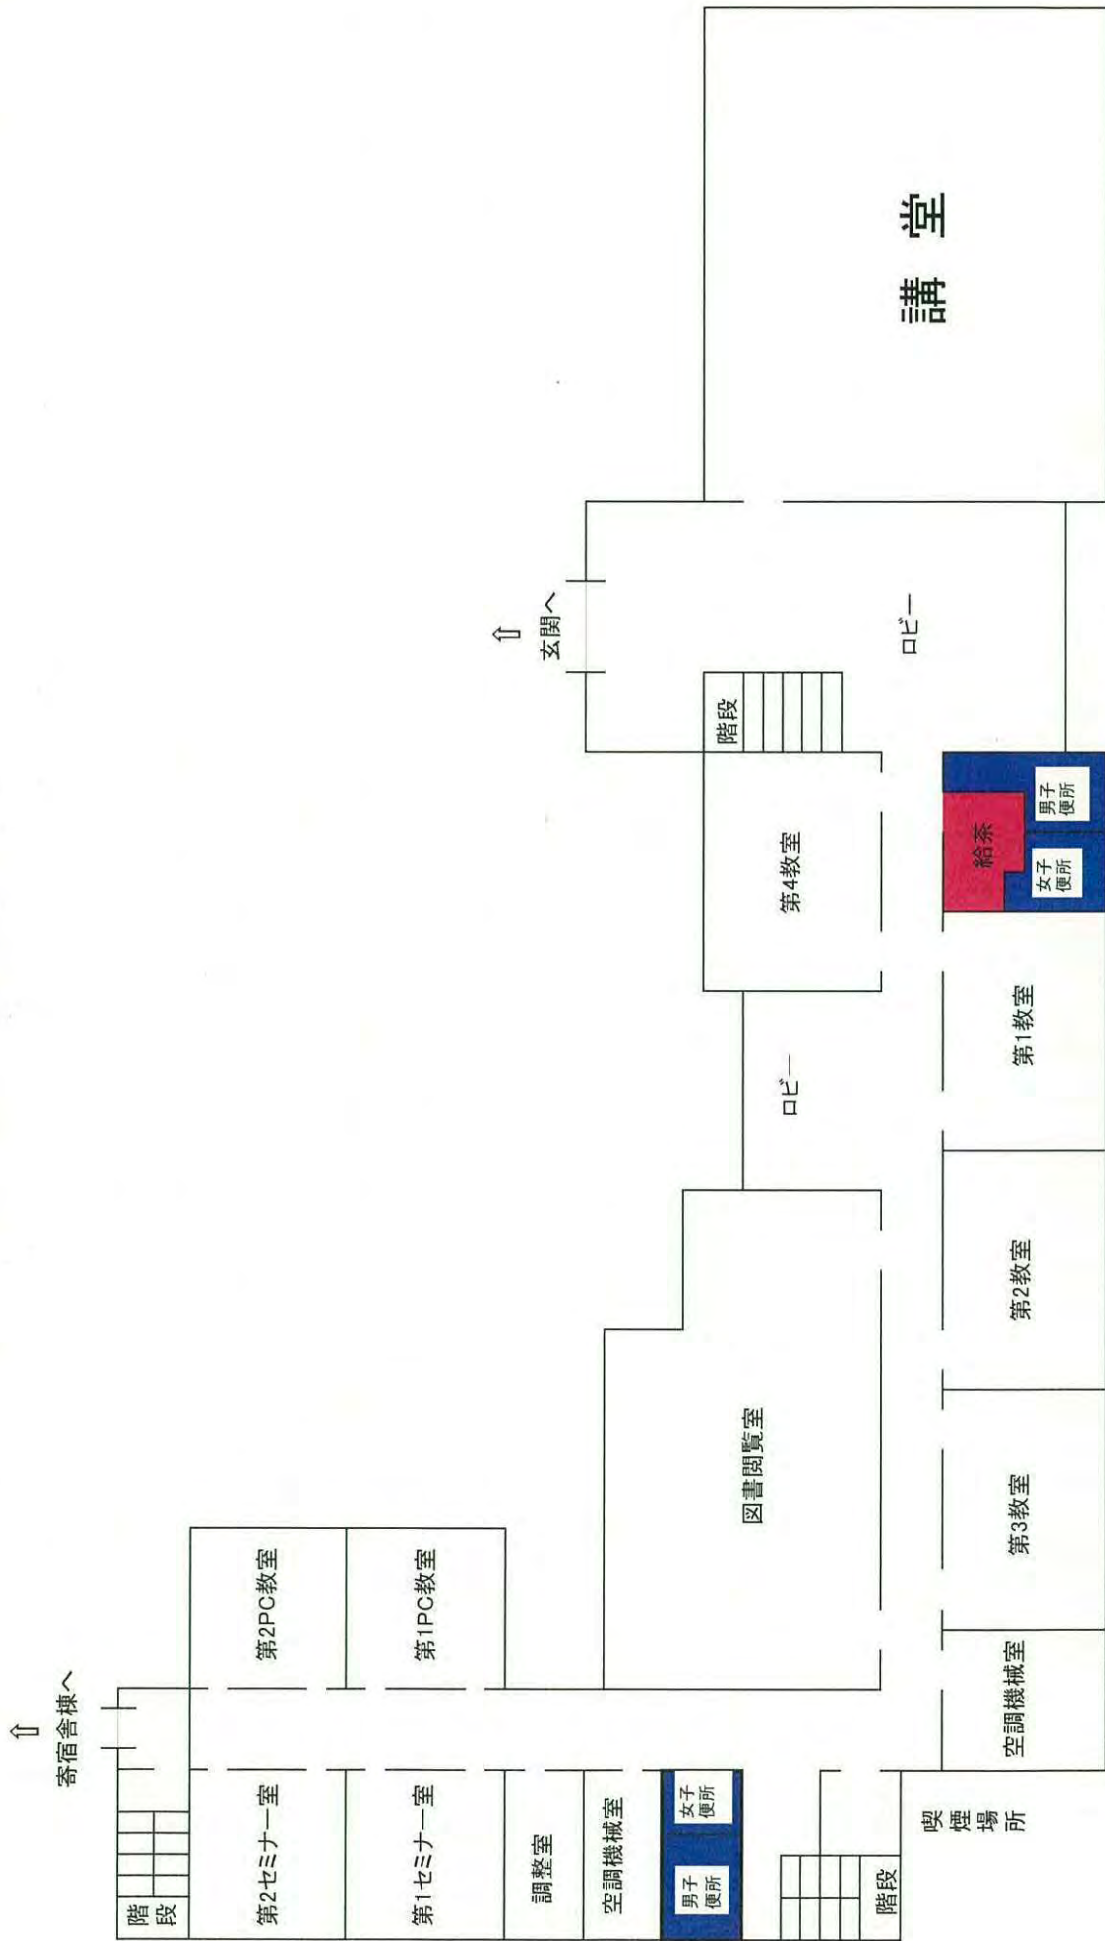 寄宿舎棟へ
階段
第2セミナー室
第2PC教室
第1セミナー室
第1PC教室
調整室
空調機械室
男子
便所
女子
便所
階段
喫煙場所
図書閲覧室
空調機械室
第3教室
第2教室
ロビー
第1教室
第4教室
階段
給茶
女子
便所
男子
便所
玄関へ
ロビー
講堂